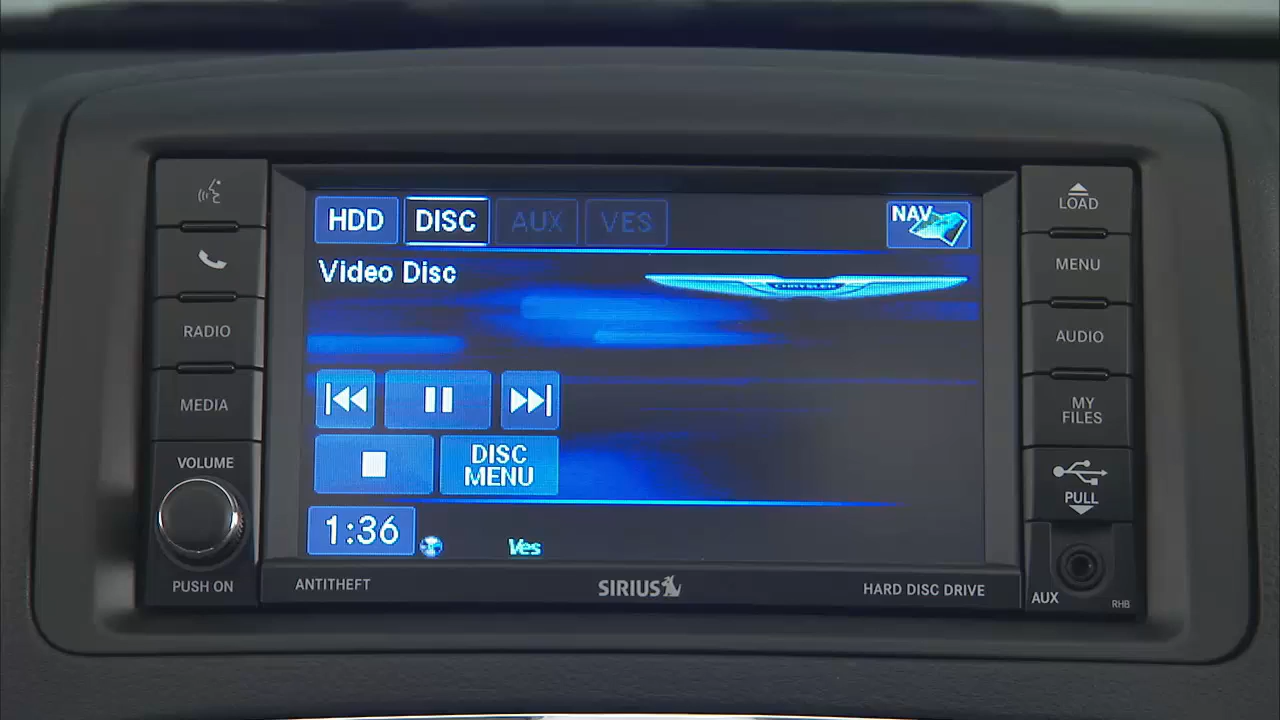 HDD DISC AUX VES NAV
Video Disc
CHRYSLER
DISC
MENU
1:36
Ves
RADIO
MEDIA
VOLUME
PUSH ON
LOAD
MENU
AUDIO
MY
FILES
PULL
AUX
RHB
ANTITHEFT
SIRIUS
HARD DISC DRIVE